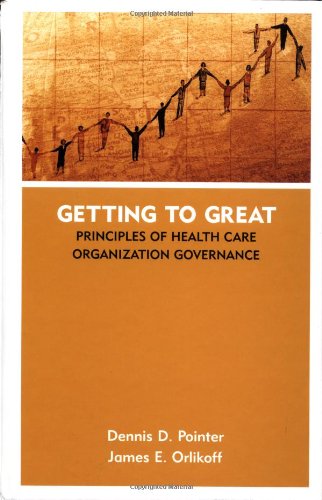 Copyrighted Material
GETTING TO GREAT
PRINCIPLES OF HEALTH CARE
ORGANIZATION GOVERNANCE
Dennis D. Pointer
James E. Orlikoff
Copyrighted Material